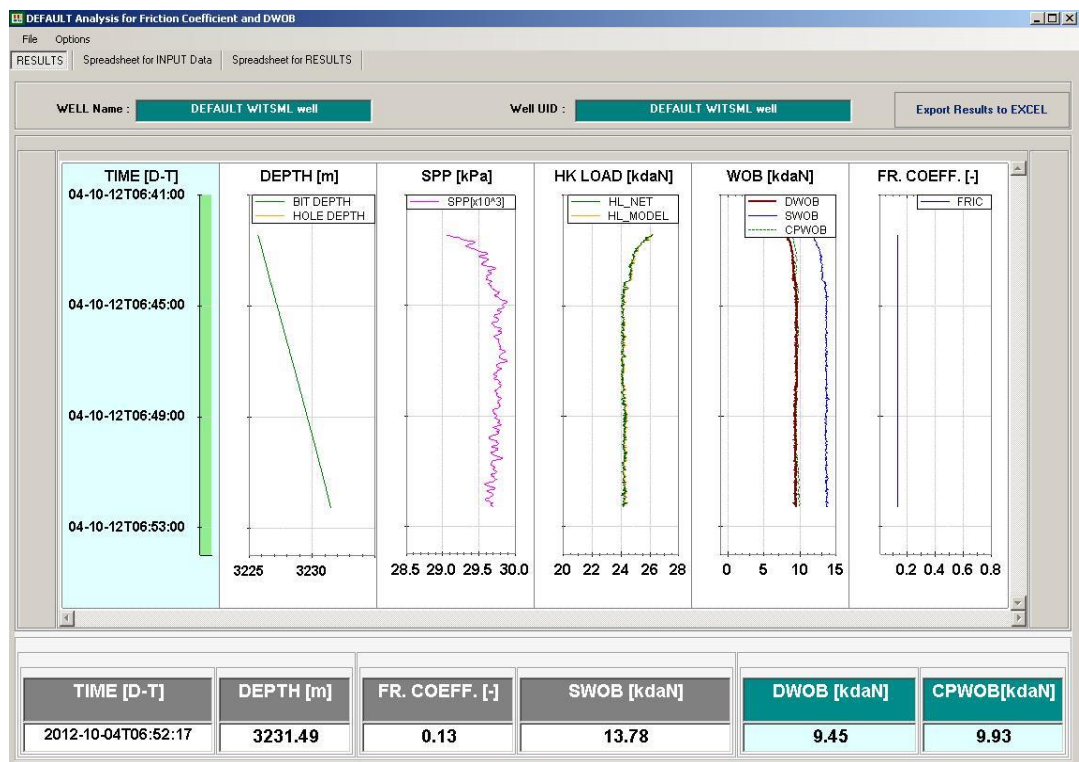 DEFAULT Analysis for Friction Coefficient and DWOB
File Options
RESULTS Spreadsheet for INPUT Data Spreadsheet for RESULTS
WELL Name : DEFAULT WITSML well Well UID : DEFAULT WITSML well Export Results to EXCEL
TIME [D-T] DEPTH [m] SPP [kPa] HK LOAD [kdaN] WOB [kdaN] FR. COEFF. [-]
04-10-12T06:41:00 BIT DEPTH SPP[x10^3] HL_NET DWOB FRIC
HOLE DEPTH HL_MODEL SWOB
CPWOB
04-10-12T06:45:00
04-10-12T06:49:00
04-10-12T06:53:00
3225 3230 28.5 29.0 29.5 30.0 20 22 24 26 28 0 5 10 15 0.2 0.4 0.6 0.8
TIME [D-T] DEPTH [m] FR. COEFF. [-] SWOB [kdaN] DWOB [kdaN] CPWOB[kdaN]
2012-10-04T06:52:17 3231.49 0.13 13.78 9.45 9.93